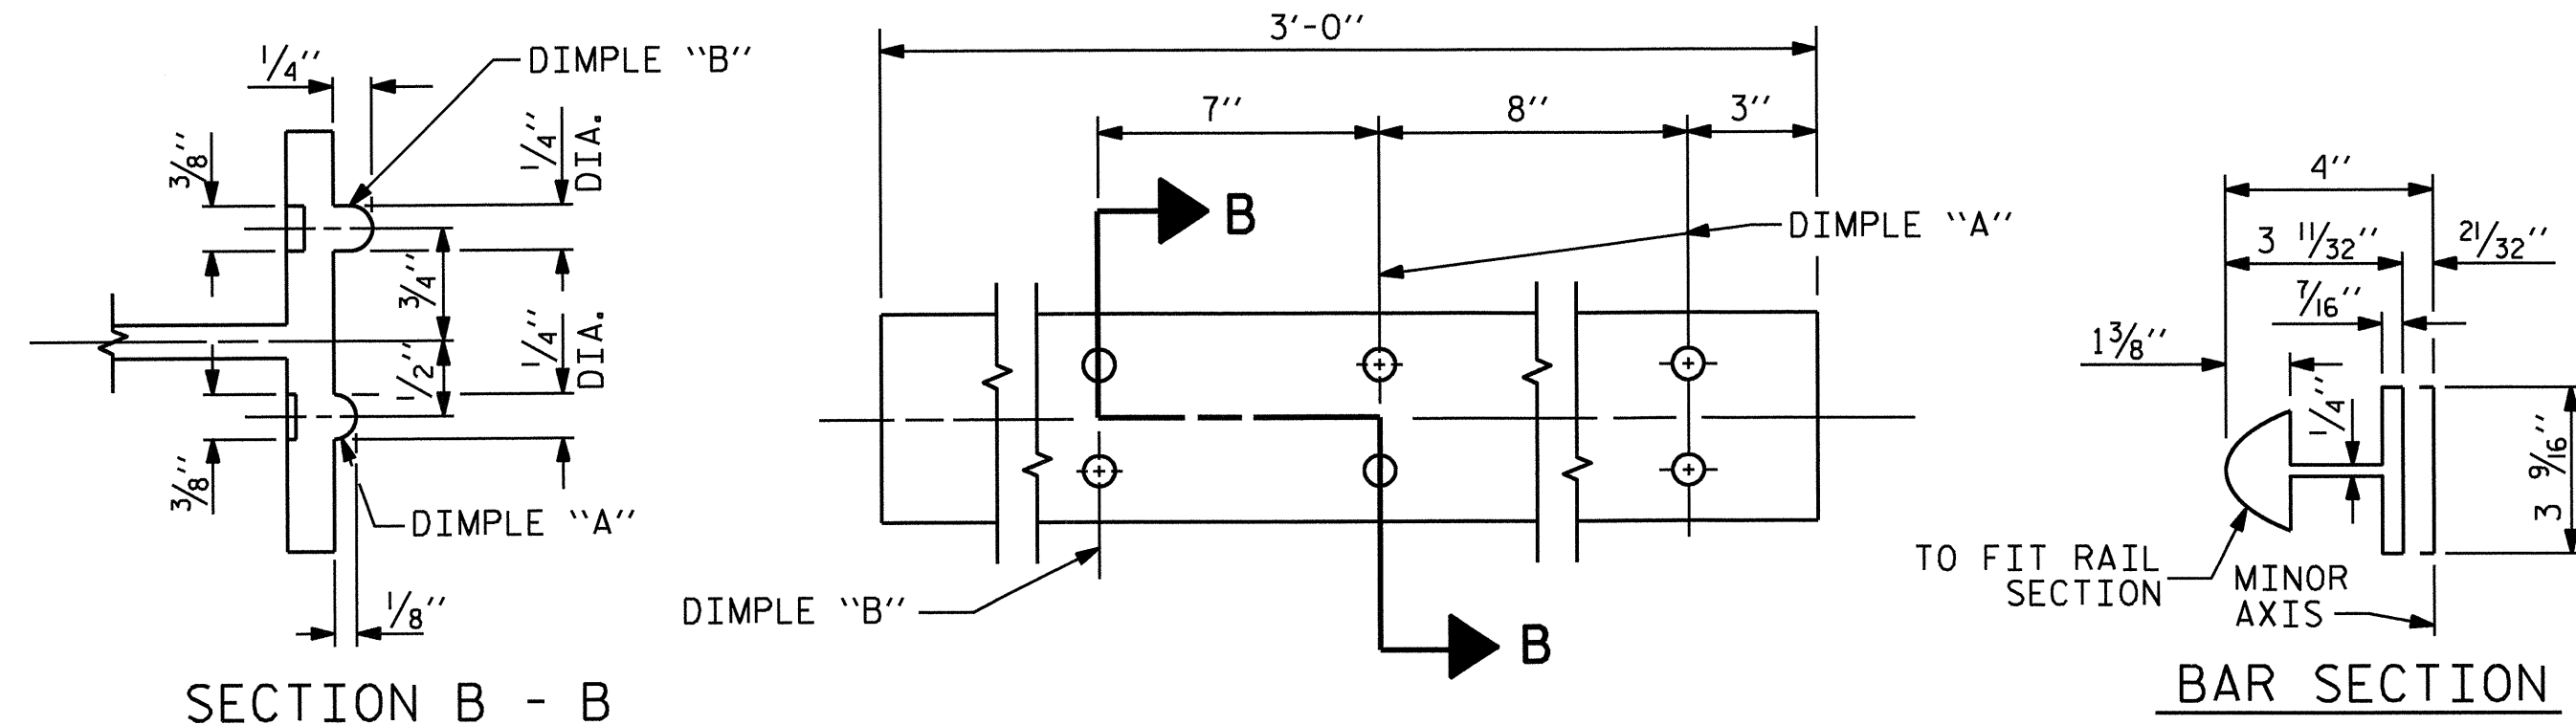 1/4"
DIMPLE "B"
3/8"
1/4"
DIA.
3/4"
1/2"
1/4"
DIA.
3/8"
DIMPLE "A"
1/8"
SECTION B - B
3'-0"
7"
8"
3"
B
DIMPLE "A"
DIMPLE "B"
B
4"
3 11/32"
21/32"
7/16"
1 3/8"
1/4"
3 9/16"
TO FIT RAIL
SECTION
MINOR
AXIS
BAR SECTION